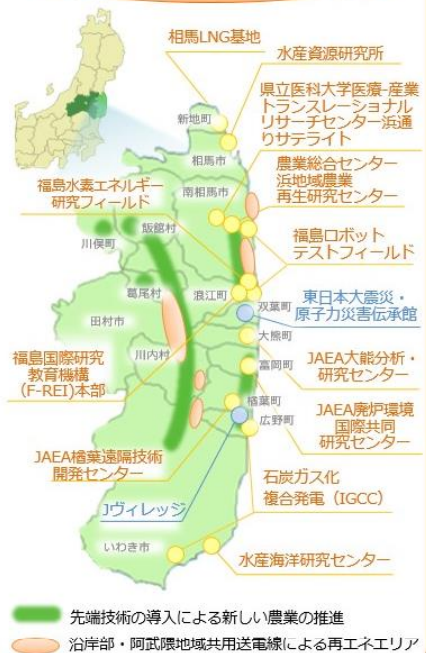 相馬LNG基地
水産資源研究所
県立医科大学医療-産業
トランスレーショナル
リサーチセンター浜通
りサテライト
新地町
相馬市
農業総合センター
浜地域農業
再生研究センター
南相馬市
福島水素エネルギー
研究フィールド
飯舘村
川俣町
福島ロボット
テストフィールド
浪江町
葛尾村
双葉町
東日本大震災・
原子力災害伝承館
田村市
大熊町
川内村
福島国際研究
教育機構
(F-REI)本部
JAEA大熊分析・
研究センター
富岡町
楢葉町
JAEA廃炉環境
国際共同
研究センター
広野町
JAEA楢葉遠隔技術
開発センター
石炭ガス化
複合発電（IGCC）
Jヴィレッジ
いわき市
水産海洋研究センター
先端技術の導入による新しい農業の推進
沿岸部・阿武隈地域共用送電線による再エネエリア